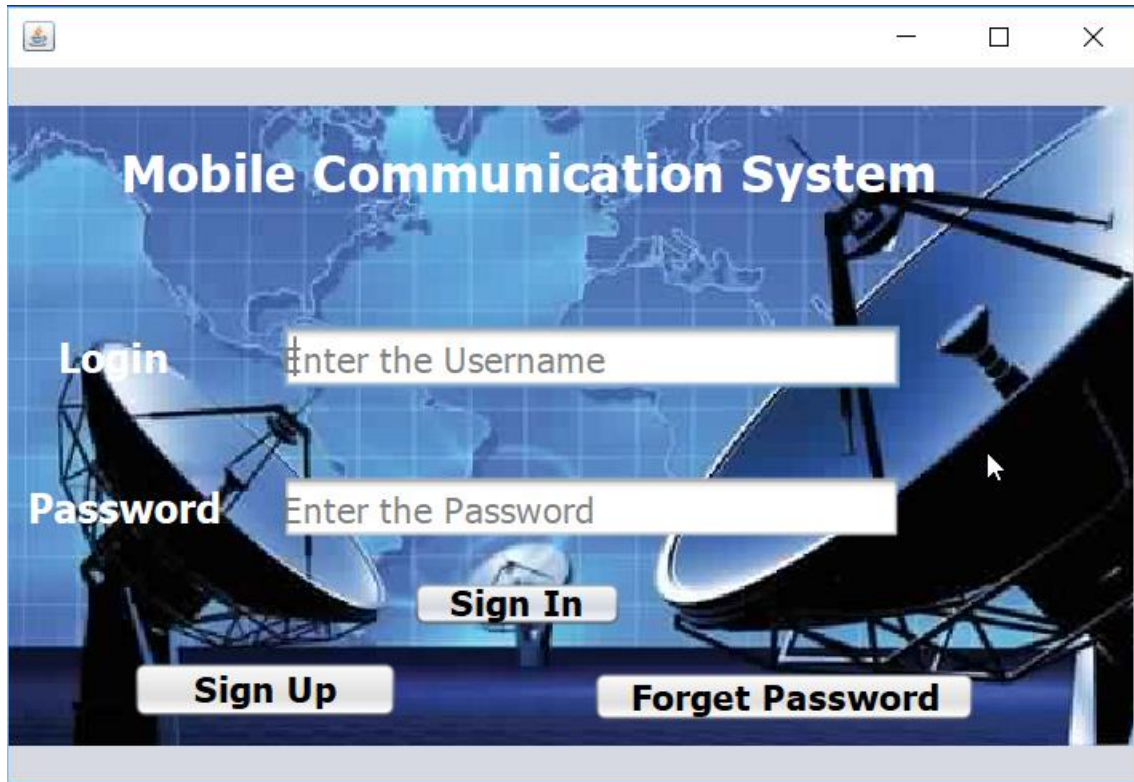 Mobile Communication System
Login
Enter the Username
Password
Enter the Password
Sign In
Sign Up
Forget Password